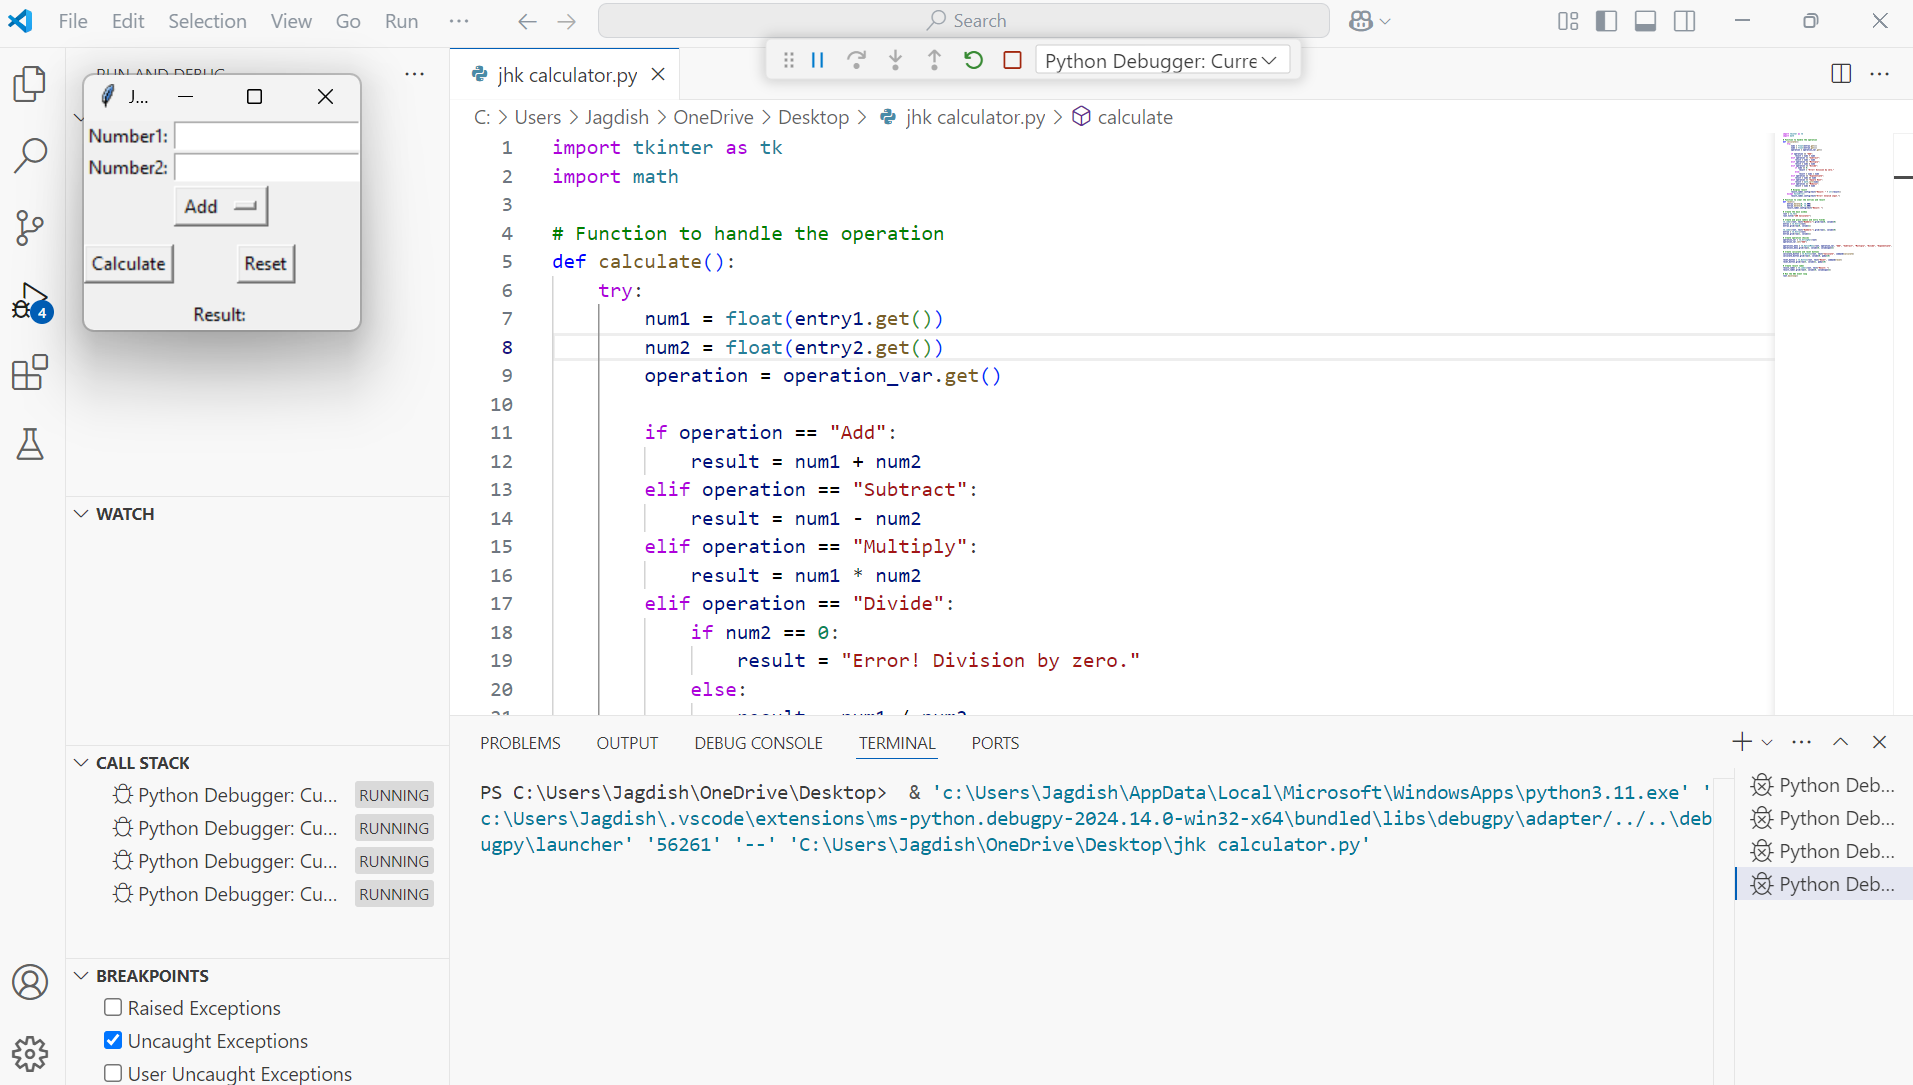 File Edit Selection View Go Run ... Search
RUN AND DEBUG
J...
Number1:
Number2:
Add
Calculate Reset
Result:
4
WATCH
CALL STACK
Python Debugger: Cu... RUNNING
Python Debugger: Cu... RUNNING
Python Debugger: Cu... RUNNING
Python Debugger: Cu... RUNNING
BREAKPOINTS
Raised Exceptions
Uncaught Exceptions
User Uncaught Exceptions
jhk calculator.py
Python Debugger: Curre
C: > Users > Jagdish > OneDrive > Desktop > jhk calculator.py > calculate
1 import tkinter as tk
2 import math
3
4 # Function to handle the operation
5 def calculate():
6 try:
7 num1 = float(entry1.get())
8 num2 = float(entry2.get())
9 operation = operation_var.get()
10
11 if operation == "Add":
12 result = num1 + num2
13 elif operation == "Subtract":
14 result = num1 - num2
15 elif operation == "Multiply":
16 result = num1 * num2
17 elif operation == "Divide":
18 if num2 == 0:
19 result = "Error! Division by zero."
20 else:
21 result = num1 / num2
PROBLEMS OUTPUT DEBUG CONSOLE TERMINAL PORTS
PS C:\Users\Jagdish\OneDrive\Desktop> & 'c:\Users\Jagdish\AppData\Local\Microsoft\WindowsApps\python3.11.exe' '
c:\Users\Jagdish\.vscode\extensions\ms-python.debugpy-2024.14.0-win32-x64\bundled\libs\debugpy\adapter/../..\deb
ugpy\launcher' '56261' '--' 'C:\Users\Jagdish\OneDrive\Desktop\jhk calculator.py'
Python Deb...
Python Deb...
Python Deb...
Python Deb...